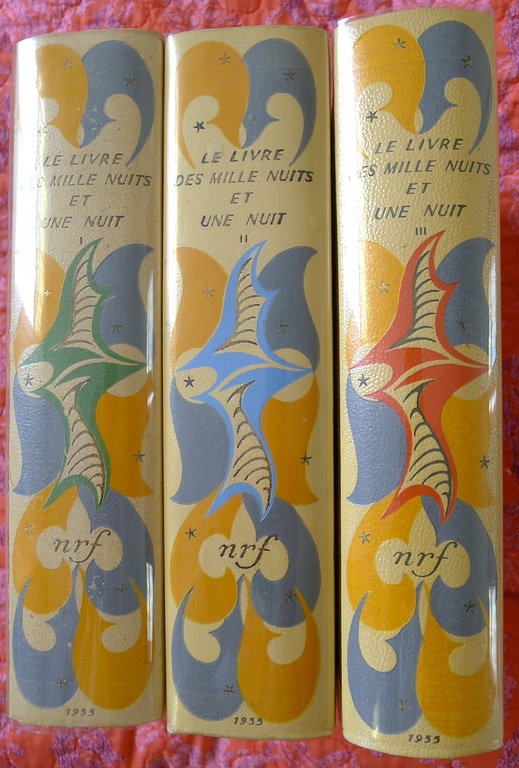 LE LIVRE
DES MILLE NUITS
ET
UNE NUIT
I
nrf
1955
LE LIVRE
DES MILLE NUITS
ET
UNE NUIT
II
nrf
1955
LE LIVRE
DES MILLE NUITS
ET
UNE NUIT
III
nrf
1955